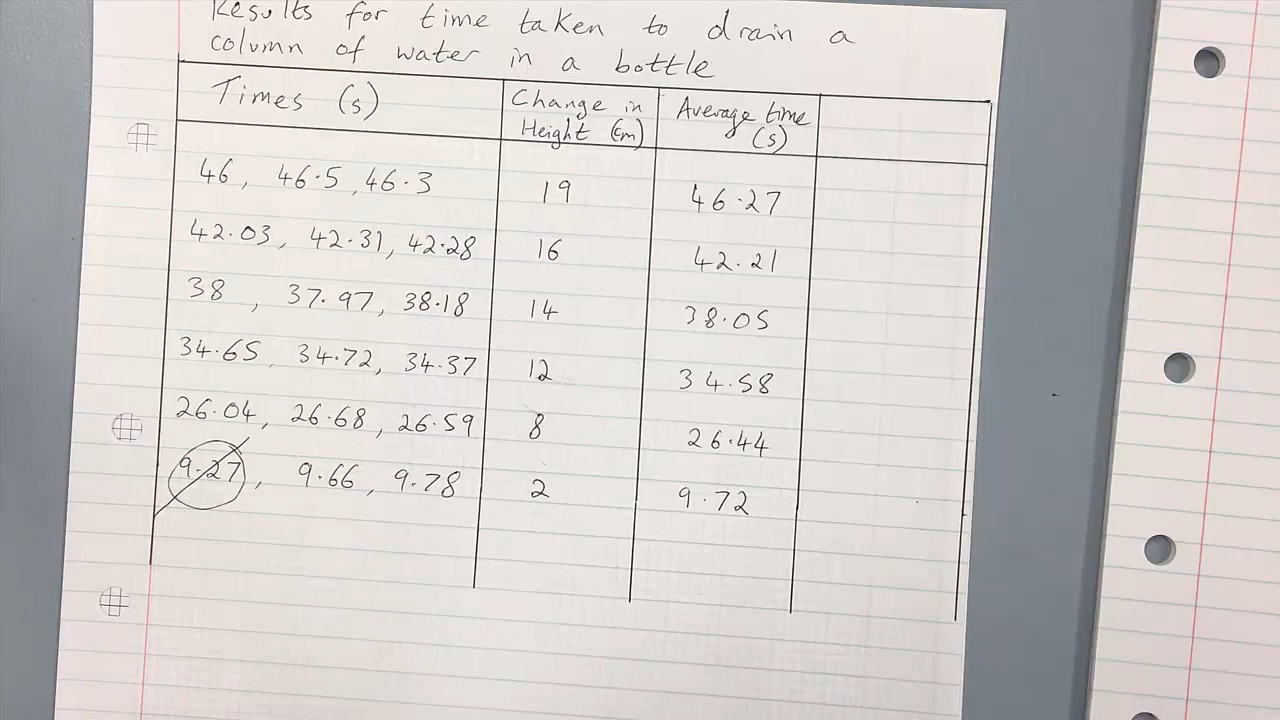 Results for time taken to drain a
column of water in a bottle
Times (s) Change in Height (cm) Average time (s)
46, 46.5, 46.3 19 46.27
42.03, 42.31, 42.28 16 42.21
38, 37.97, 38.18 14 38.05
34.65, 34.72, 34.37 12 34.58
26.04, 26.68, 26.59 8 26.44
9.27, 9.66, 9.78 2 9.72